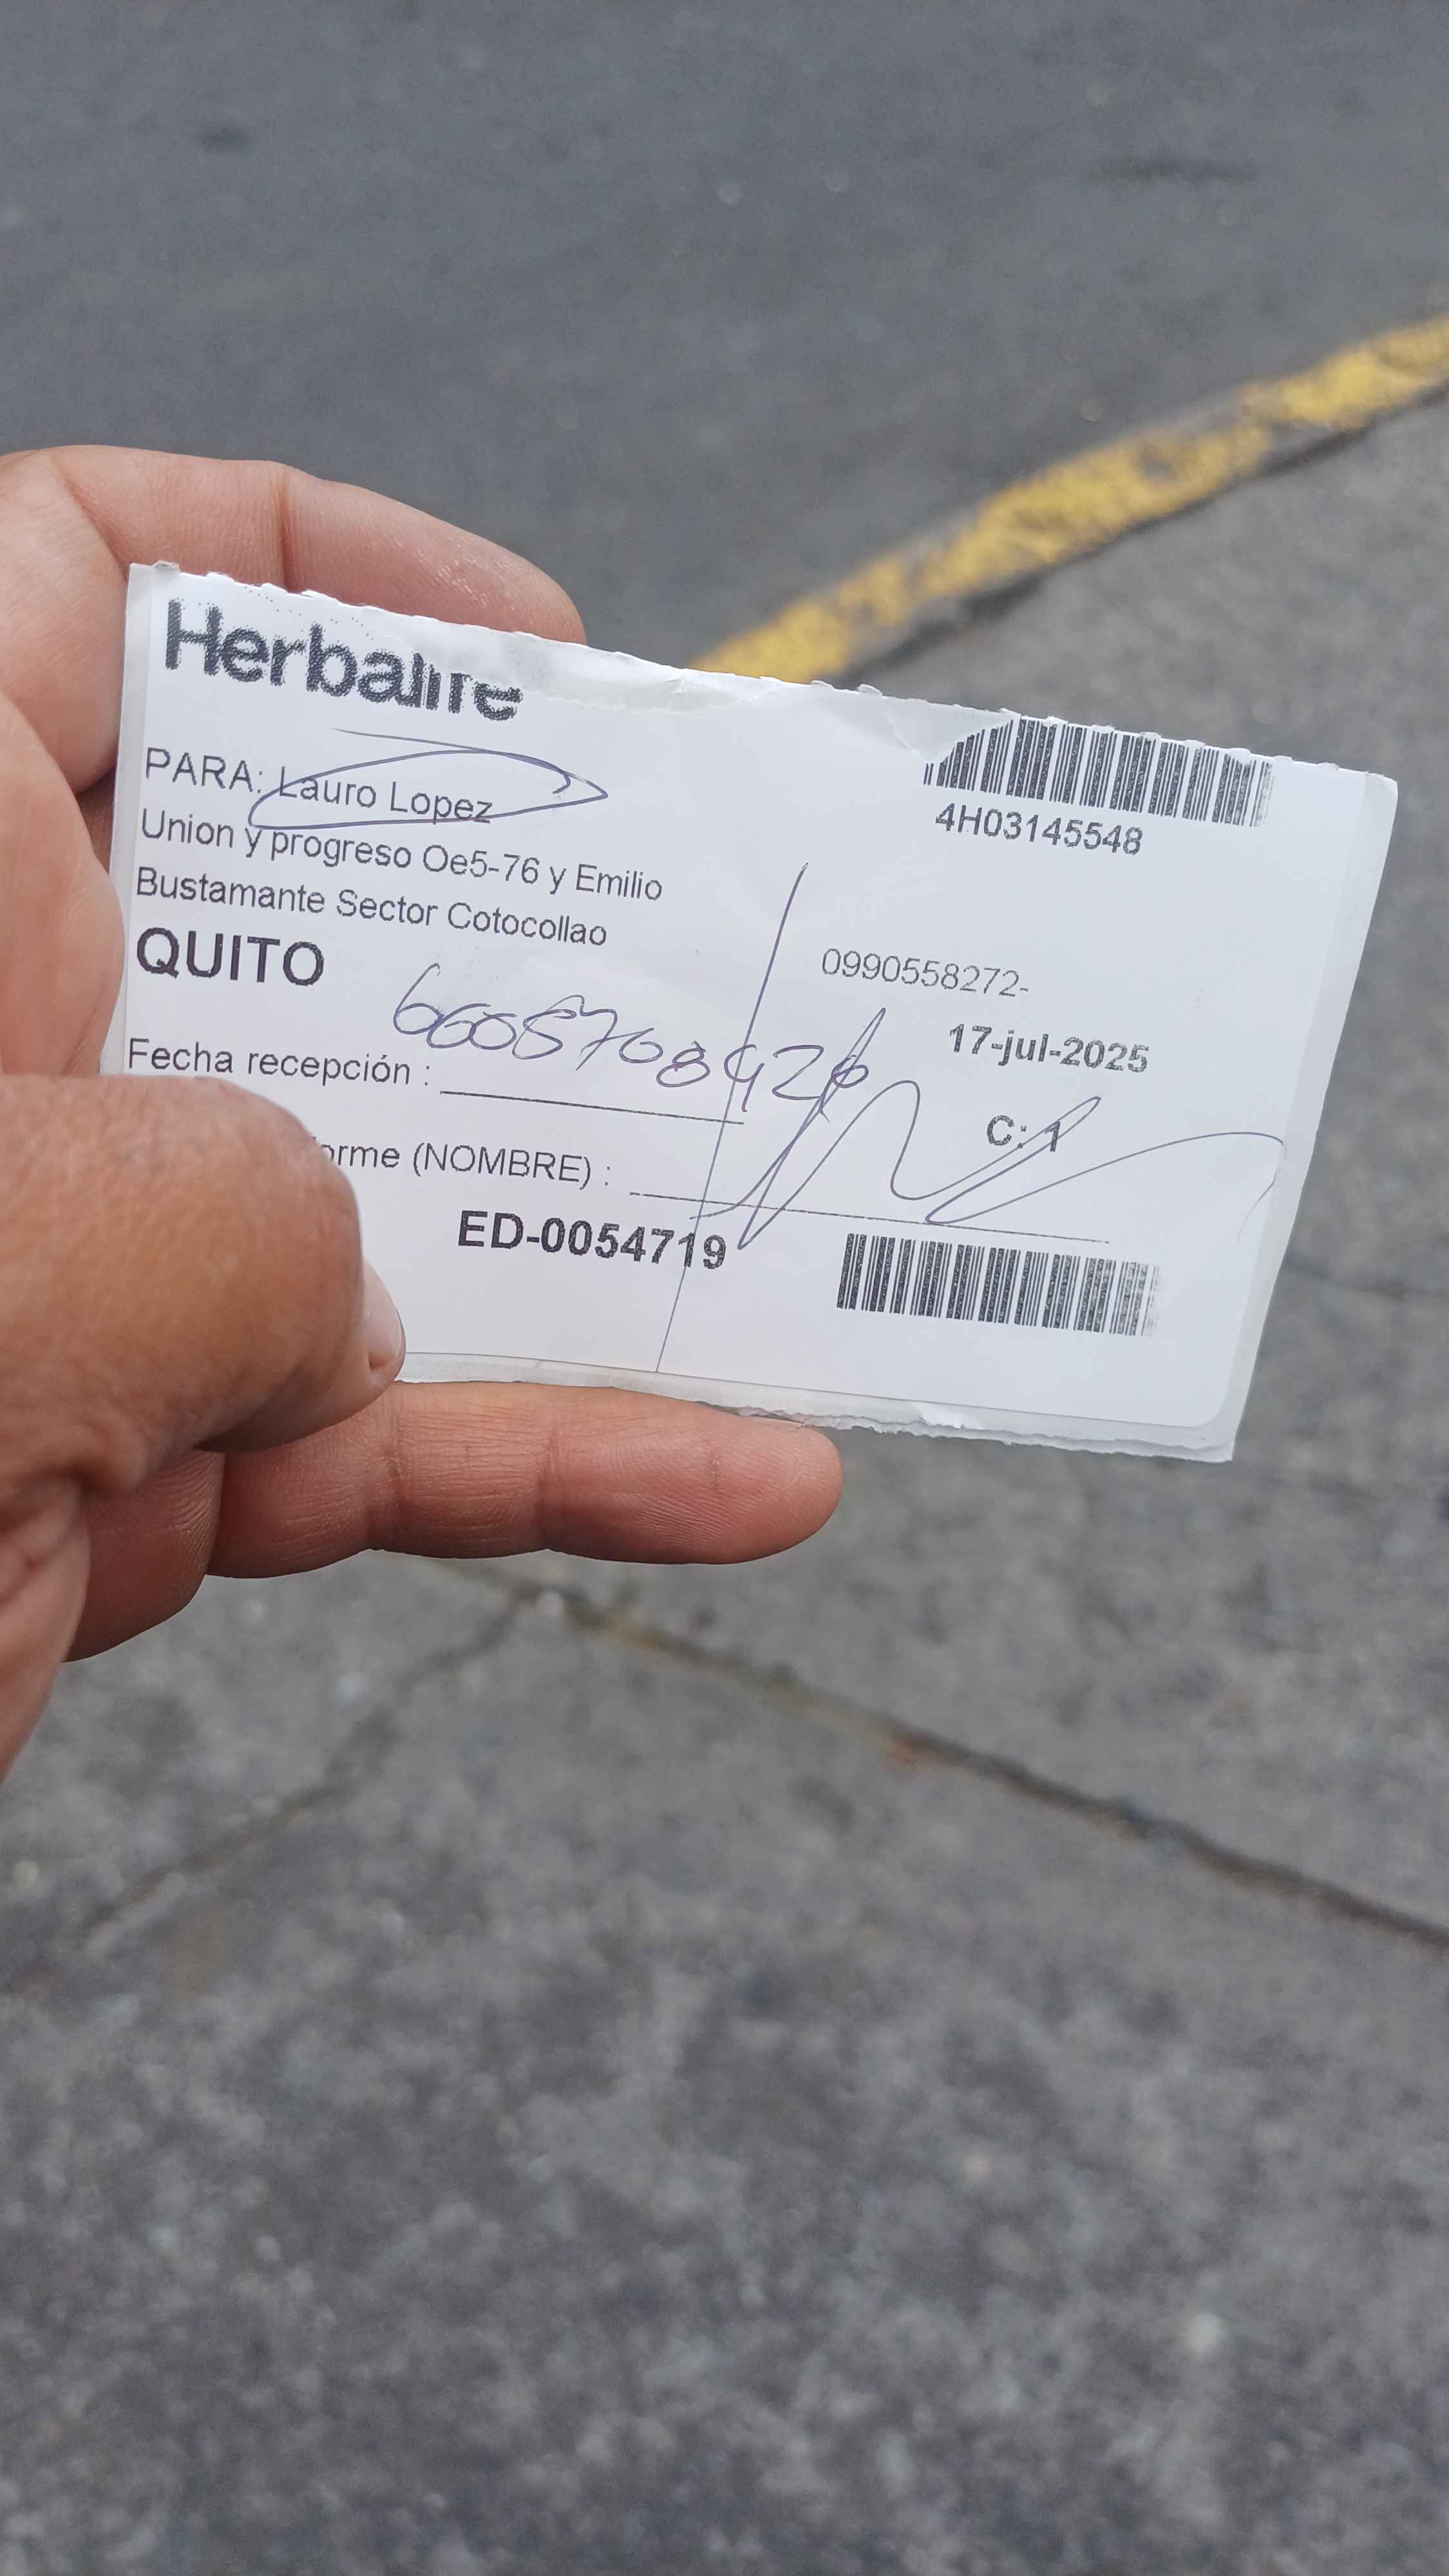 Herbalife
4H03145548
PARA: Lauro Lopez
Union y progreso Oe5-76 y Emilio
Bustamante Sector Cotocollao
QUITO
0990558272-
17-jul-2025
Fecha recepción :
C: 1
orme (NOMBRE) :
ED-0054719